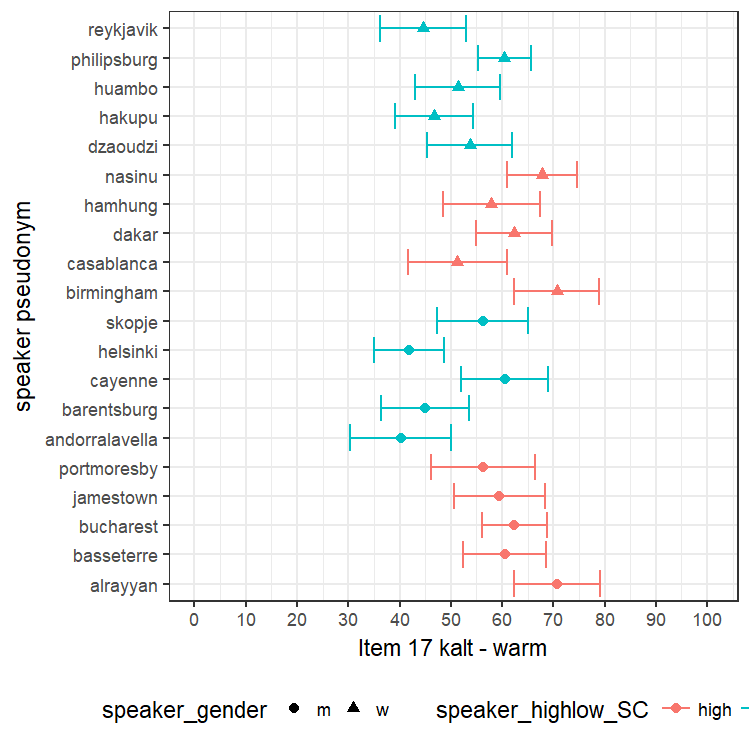 reykjavik
philipsburg
huambo
hakupu
dzaoudzi
nasinu
hamhung
dakar
casablanca
birmingham
skopje
helsinki
cayenne
barentsburg
andorralavella
portmoresby
jamestown
bucharest
basseterre
alrayyan
speaker pseudonym
0 10 20 30 40 50 60 70 80 90 100
Item 17 kalt - warm
speaker_gender m w speaker_highlow_SC high